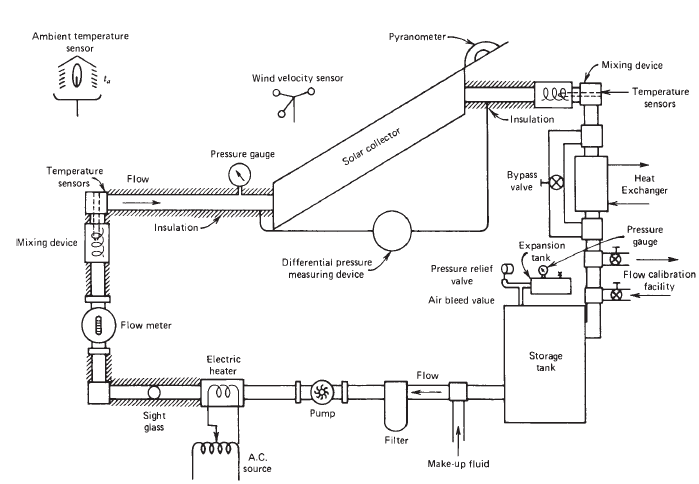 Ambient temperature
sensor
tₐ
Pyranometer
Wind velocity sensor
Mixing device
Temperature
sensors
Insulation
Solar collector
Pressure gauge
Temperature
sensors
Flow
Bypass
valve
Heat
Exchanger
Insulation
Mixing device
Differential pressure
measuring device
Pressure
gauge
Expansion
tank
Pressure relief
valve
Flow calibration
facility
Air bleed value
Flow meter
Electric
heater
Flow
Storage
tank
Sight
glass
Pump
Filter
A.C.
source
Make-up fluid